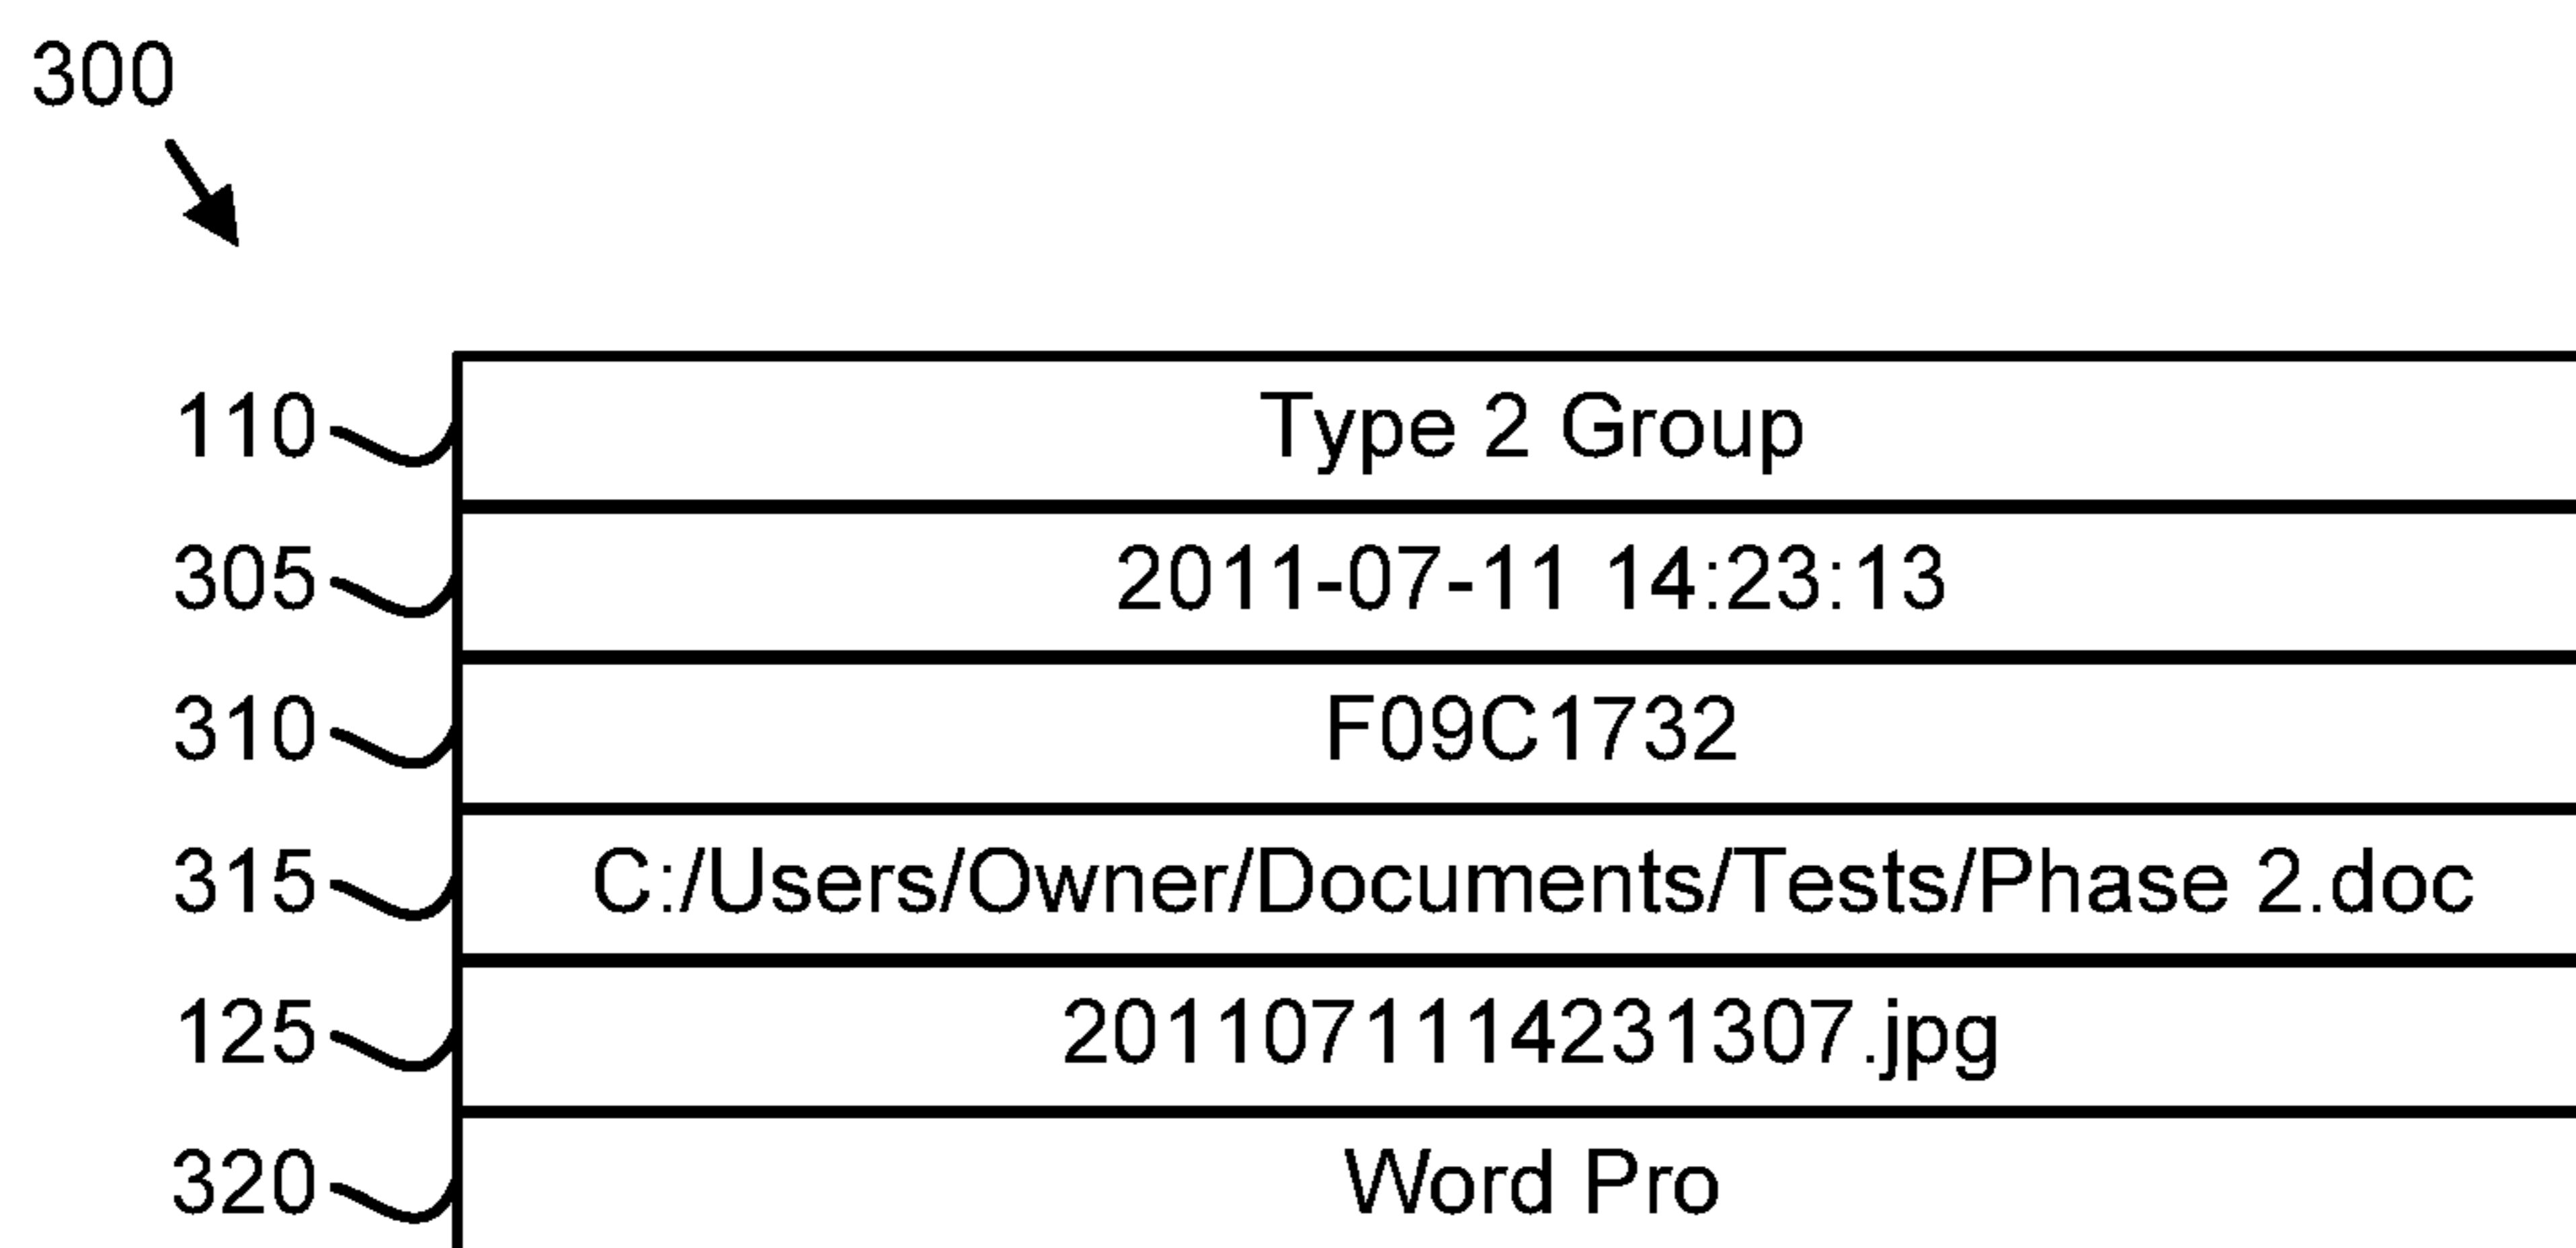 300
110 Type 2 Group
305 2011-07-11 14:23:13
310 F09C1732
315 C:/Users/Owner/Documents/Tests/Phase 2.doc
125 2011071114231307.jpg
320 Word Pro